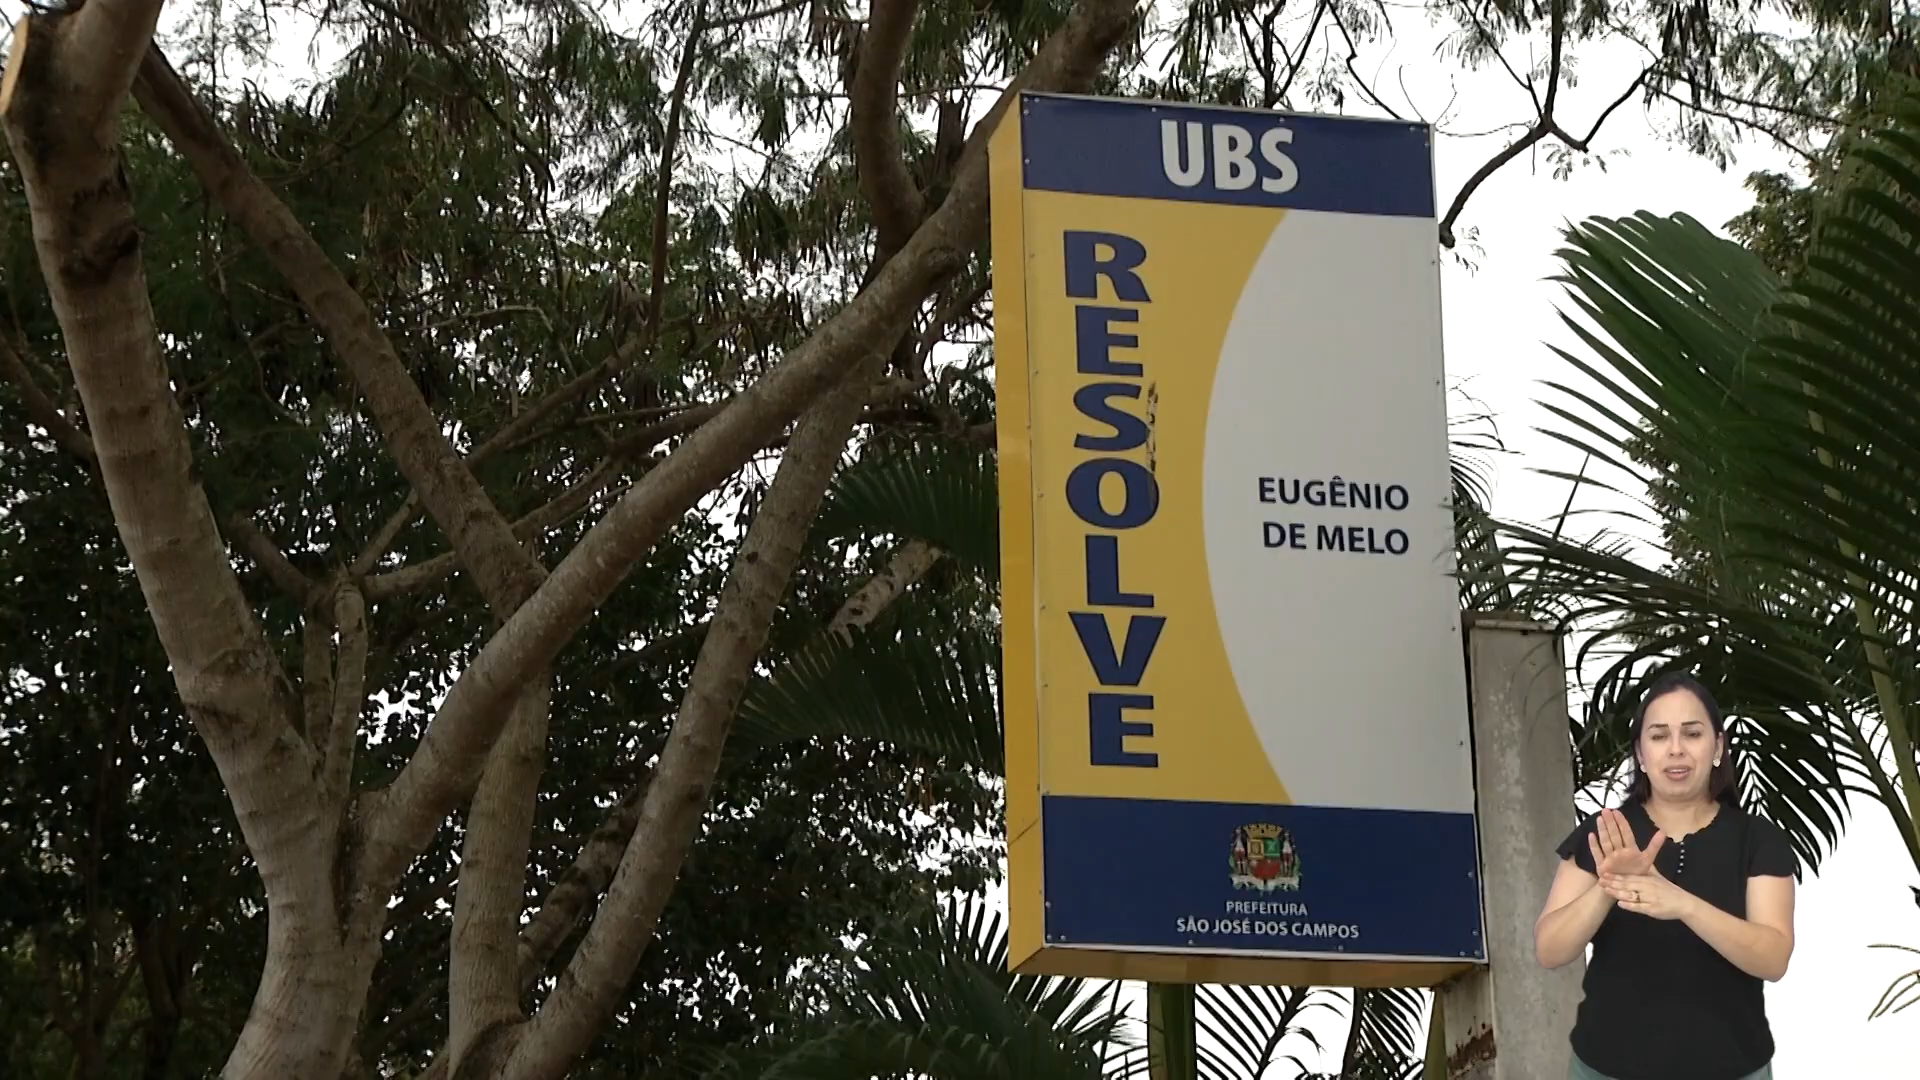 UBS
RESOLVE
EUGÊNIO
DE MELO
PREFEITURA
SÃO JOSÉ DOS CAMPOS